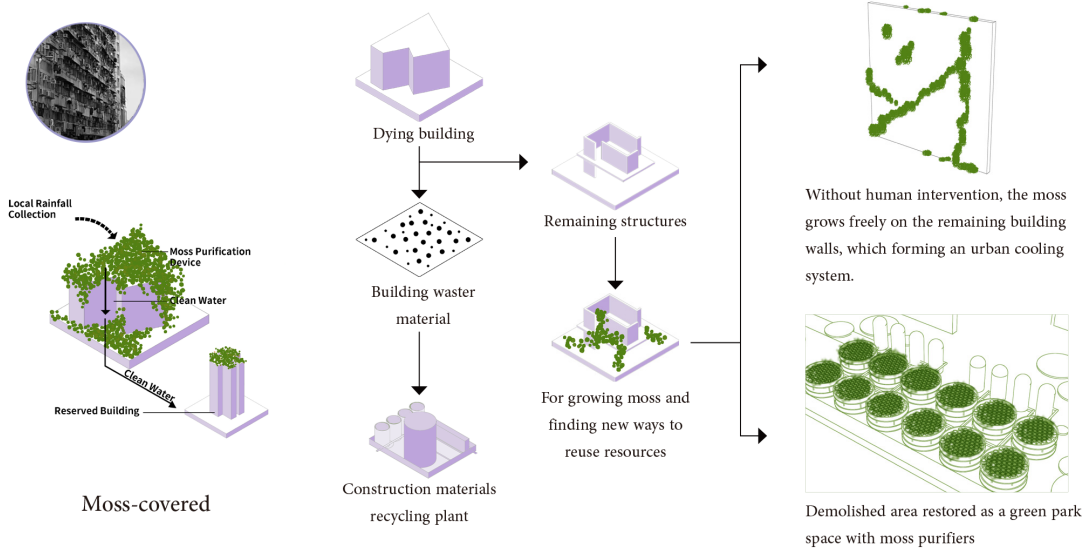 Local Rainfall
Collection
Moss Purification
Device
Clean Water
Clean Water
Reserved Building
Moss-covered
Dying building
Building waster
material
Construction materials
recycling plant
Remaining structures
For growing moss and
finding new ways to
reuse resources
Without human intervention, the moss
grows freely on the remaining building
walls, which forming an urban cooling
system.
Demolished area restored as a green park
space with moss purifiers